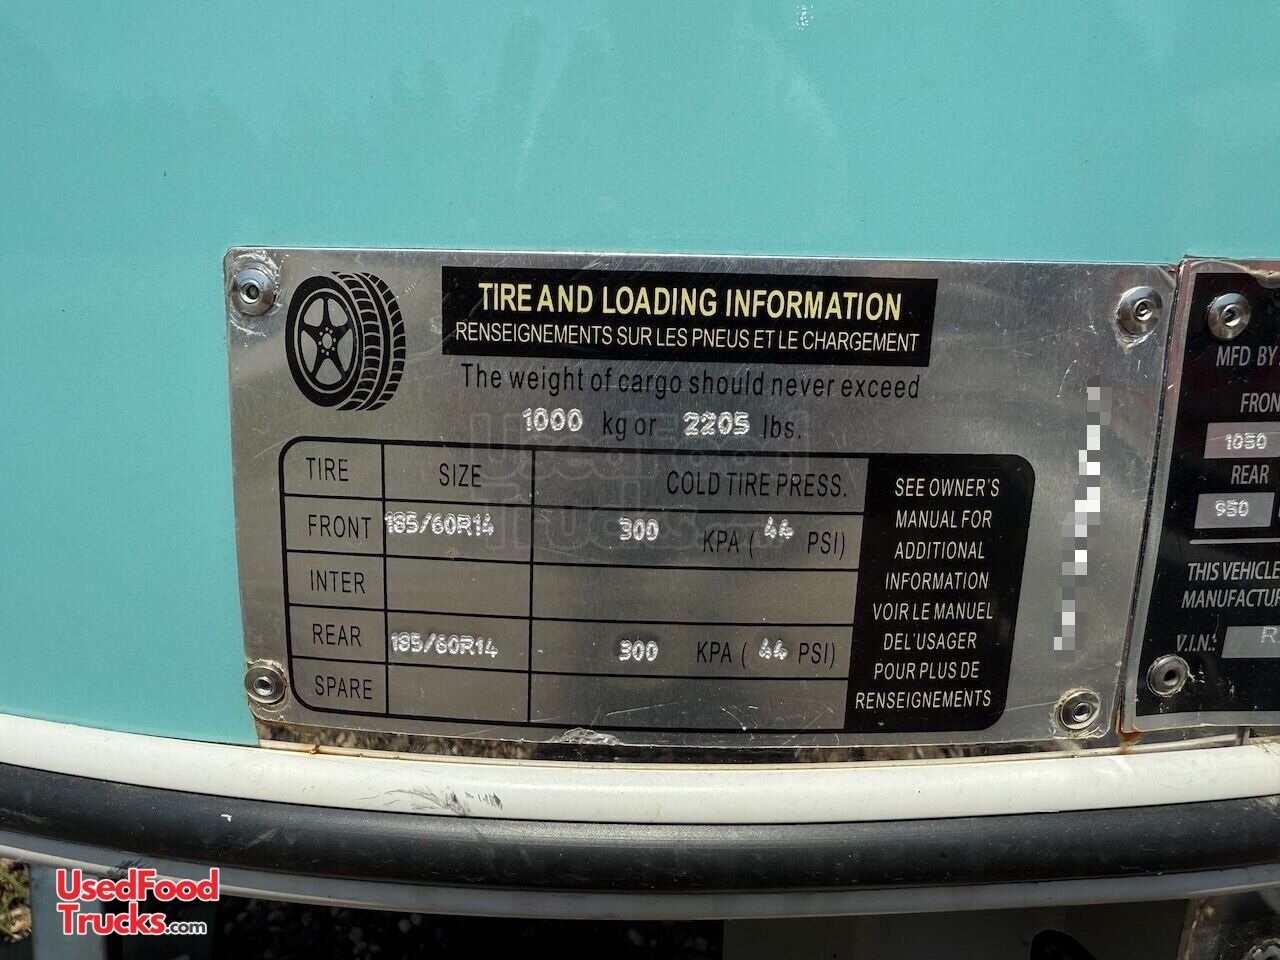 TIRE AND LOADING INFORMATION
RENSEIGNEMENTS SUR LES PNEUS ET LE CHARGEMENT
The weight of cargo should never exceed
1000 kg or 2205 lbs.
TIRE SIZE COLD TIRE PRESS.
FRONT 185/60R14 300 KPA ( 44 PSI)
INTER
REAR 185/60R14 300 KPA ( 44 PSI)
SPARE
SEE OWNER'S
MANUAL FOR
ADDITIONAL
INFORMATION
VOIR LE MANUEL
DEL'USAGER
POUR PLUS DE
RENSEIGNEMENTS
MFD BY
FRON
1050
REAR
950
THIS VEHICLE
MANUFACTUR
V.I.N.: R
UsedFood
Trucks.com
UsedFood
Trucks.com